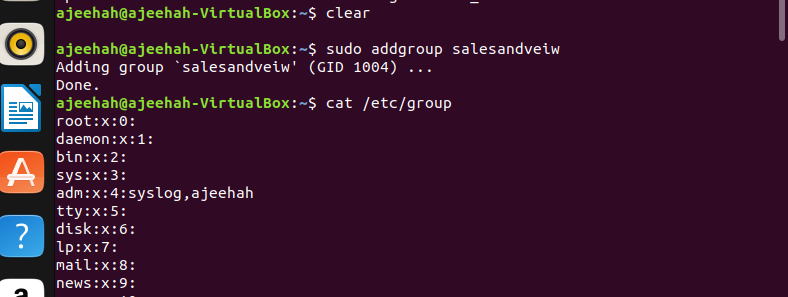 ajeehah@ajeehah-VirtualBox:~$ clear
ajeehah@ajeehah-VirtualBox:~$ sudo addgroup salesandveiw
Adding group `salesandveiw' (GID 1004) ...
Done.
ajeehah@ajeehah-VirtualBox:~$ cat /etc/group
root:x:0:
daemon:x:1:
bin:x:2:
sys:x:3:
adm:x:4:syslog,ajeehah
tty:x:5:
disk:x:6:
lp:x:7:
mail:x:8:
news:x:9: